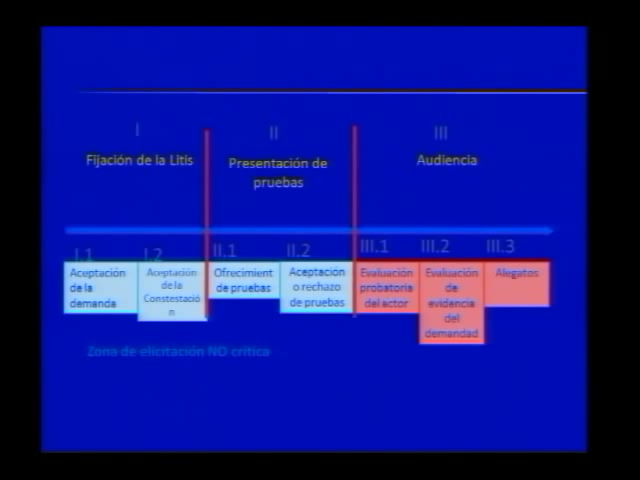 I
II
III
Fijación de la Litis
Presentación de
pruebas
Audiencia
I.1
I.2
II.1
II.2
III.1
III.2
III.3
Aceptación
de la
demanda
Aceptación
de la
Constestació
n
Ofrecimient
de pruebas
Aceptación
o rechazo
de pruebas
Evaluación
probatoria
del actor
Evaluación
de
evidencia
del
demandad
Alegatos
Zona de elicitación NO crítica